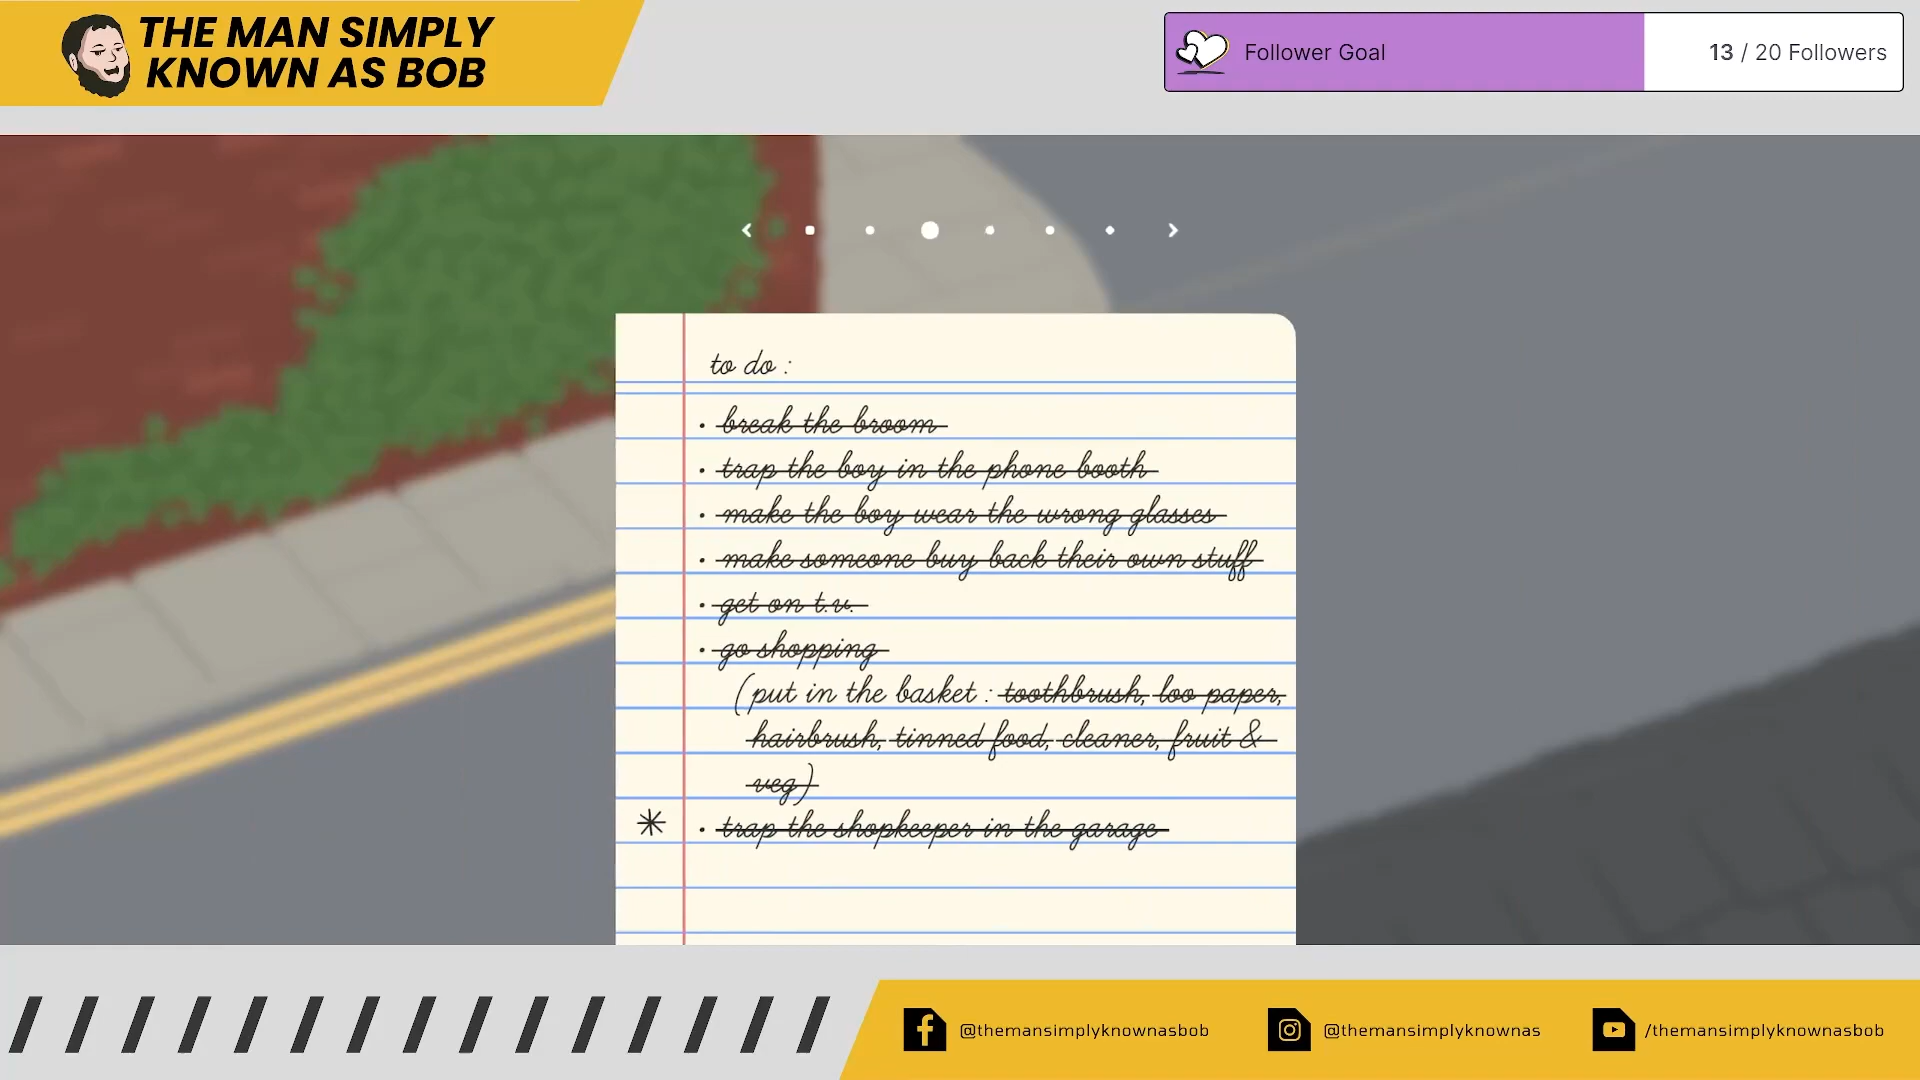 THE MAN SIMPLY
KNOWN AS BOB
Follower Goal
13 / 20 Followers
to do :
• break the broom
• trap the boy in the phone booth
• make the boy wear the wrong glasses
• make someone buy back their own stuff
• get on t.v.
• go shopping
(put in the basket : toothbrush, loo paper,
hairbrush, tinned food, cleaner, fruit &
veg)
• trap the shopkeeper in the garage
@themansimplyknownasbob
@themansimplyknownas
/themansimplyknownasbob